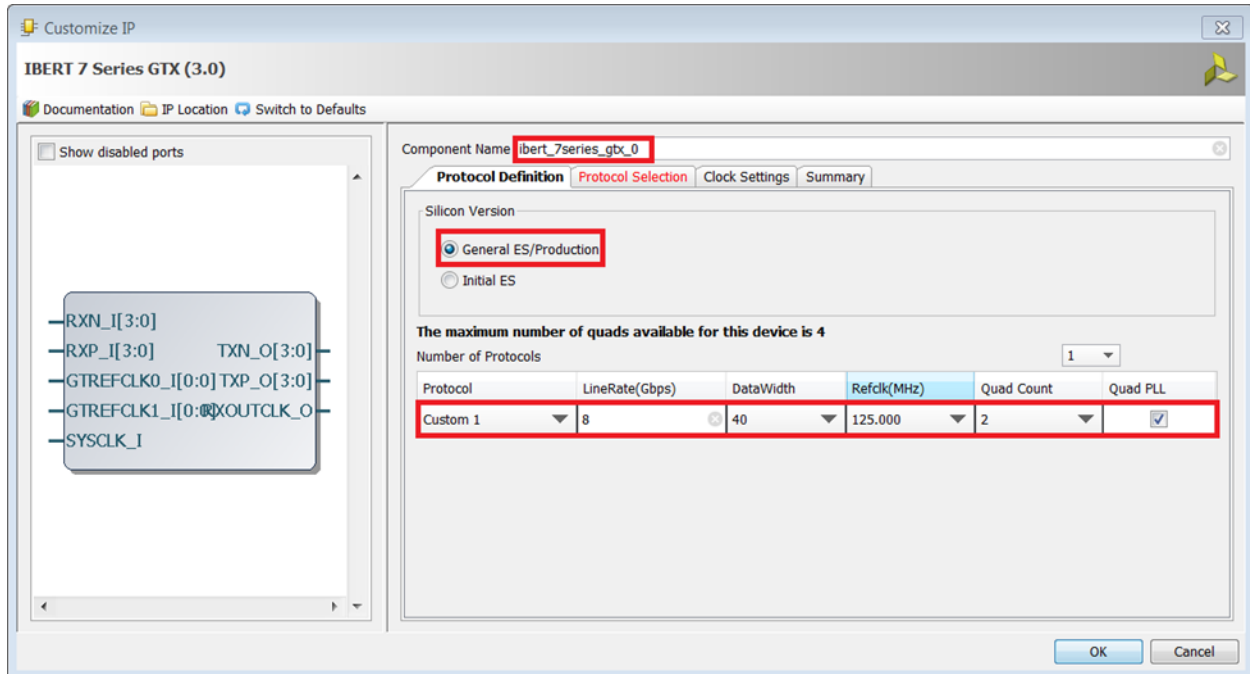 Customize IP
IBERT 7 Series GTX (3.0)
Documentation IP Location Switch to Defaults
Show disabled ports
RXN_I[3:0]
RXP_I[3:0] TXN_O[3:0]
GTREFCLK0_I[0:0] TXP_O[3:0]
GTREFCLK1_I[0:0] RXOUTCLK_O
SYSCLK_I
Component Name ibert_7series_gtx_0
Protocol Definition Protocol Selection Clock Settings Summary
Silicon Version
General ES/Production
Initial ES
The maximum number of quads available for this device is 4
Number of Protocols 1
Protocol LineRate(Gbps) DataWidth Refclk(MHz) Quad Count Quad PLL
Custom 1 8 40 125.000 2
OK Cancel